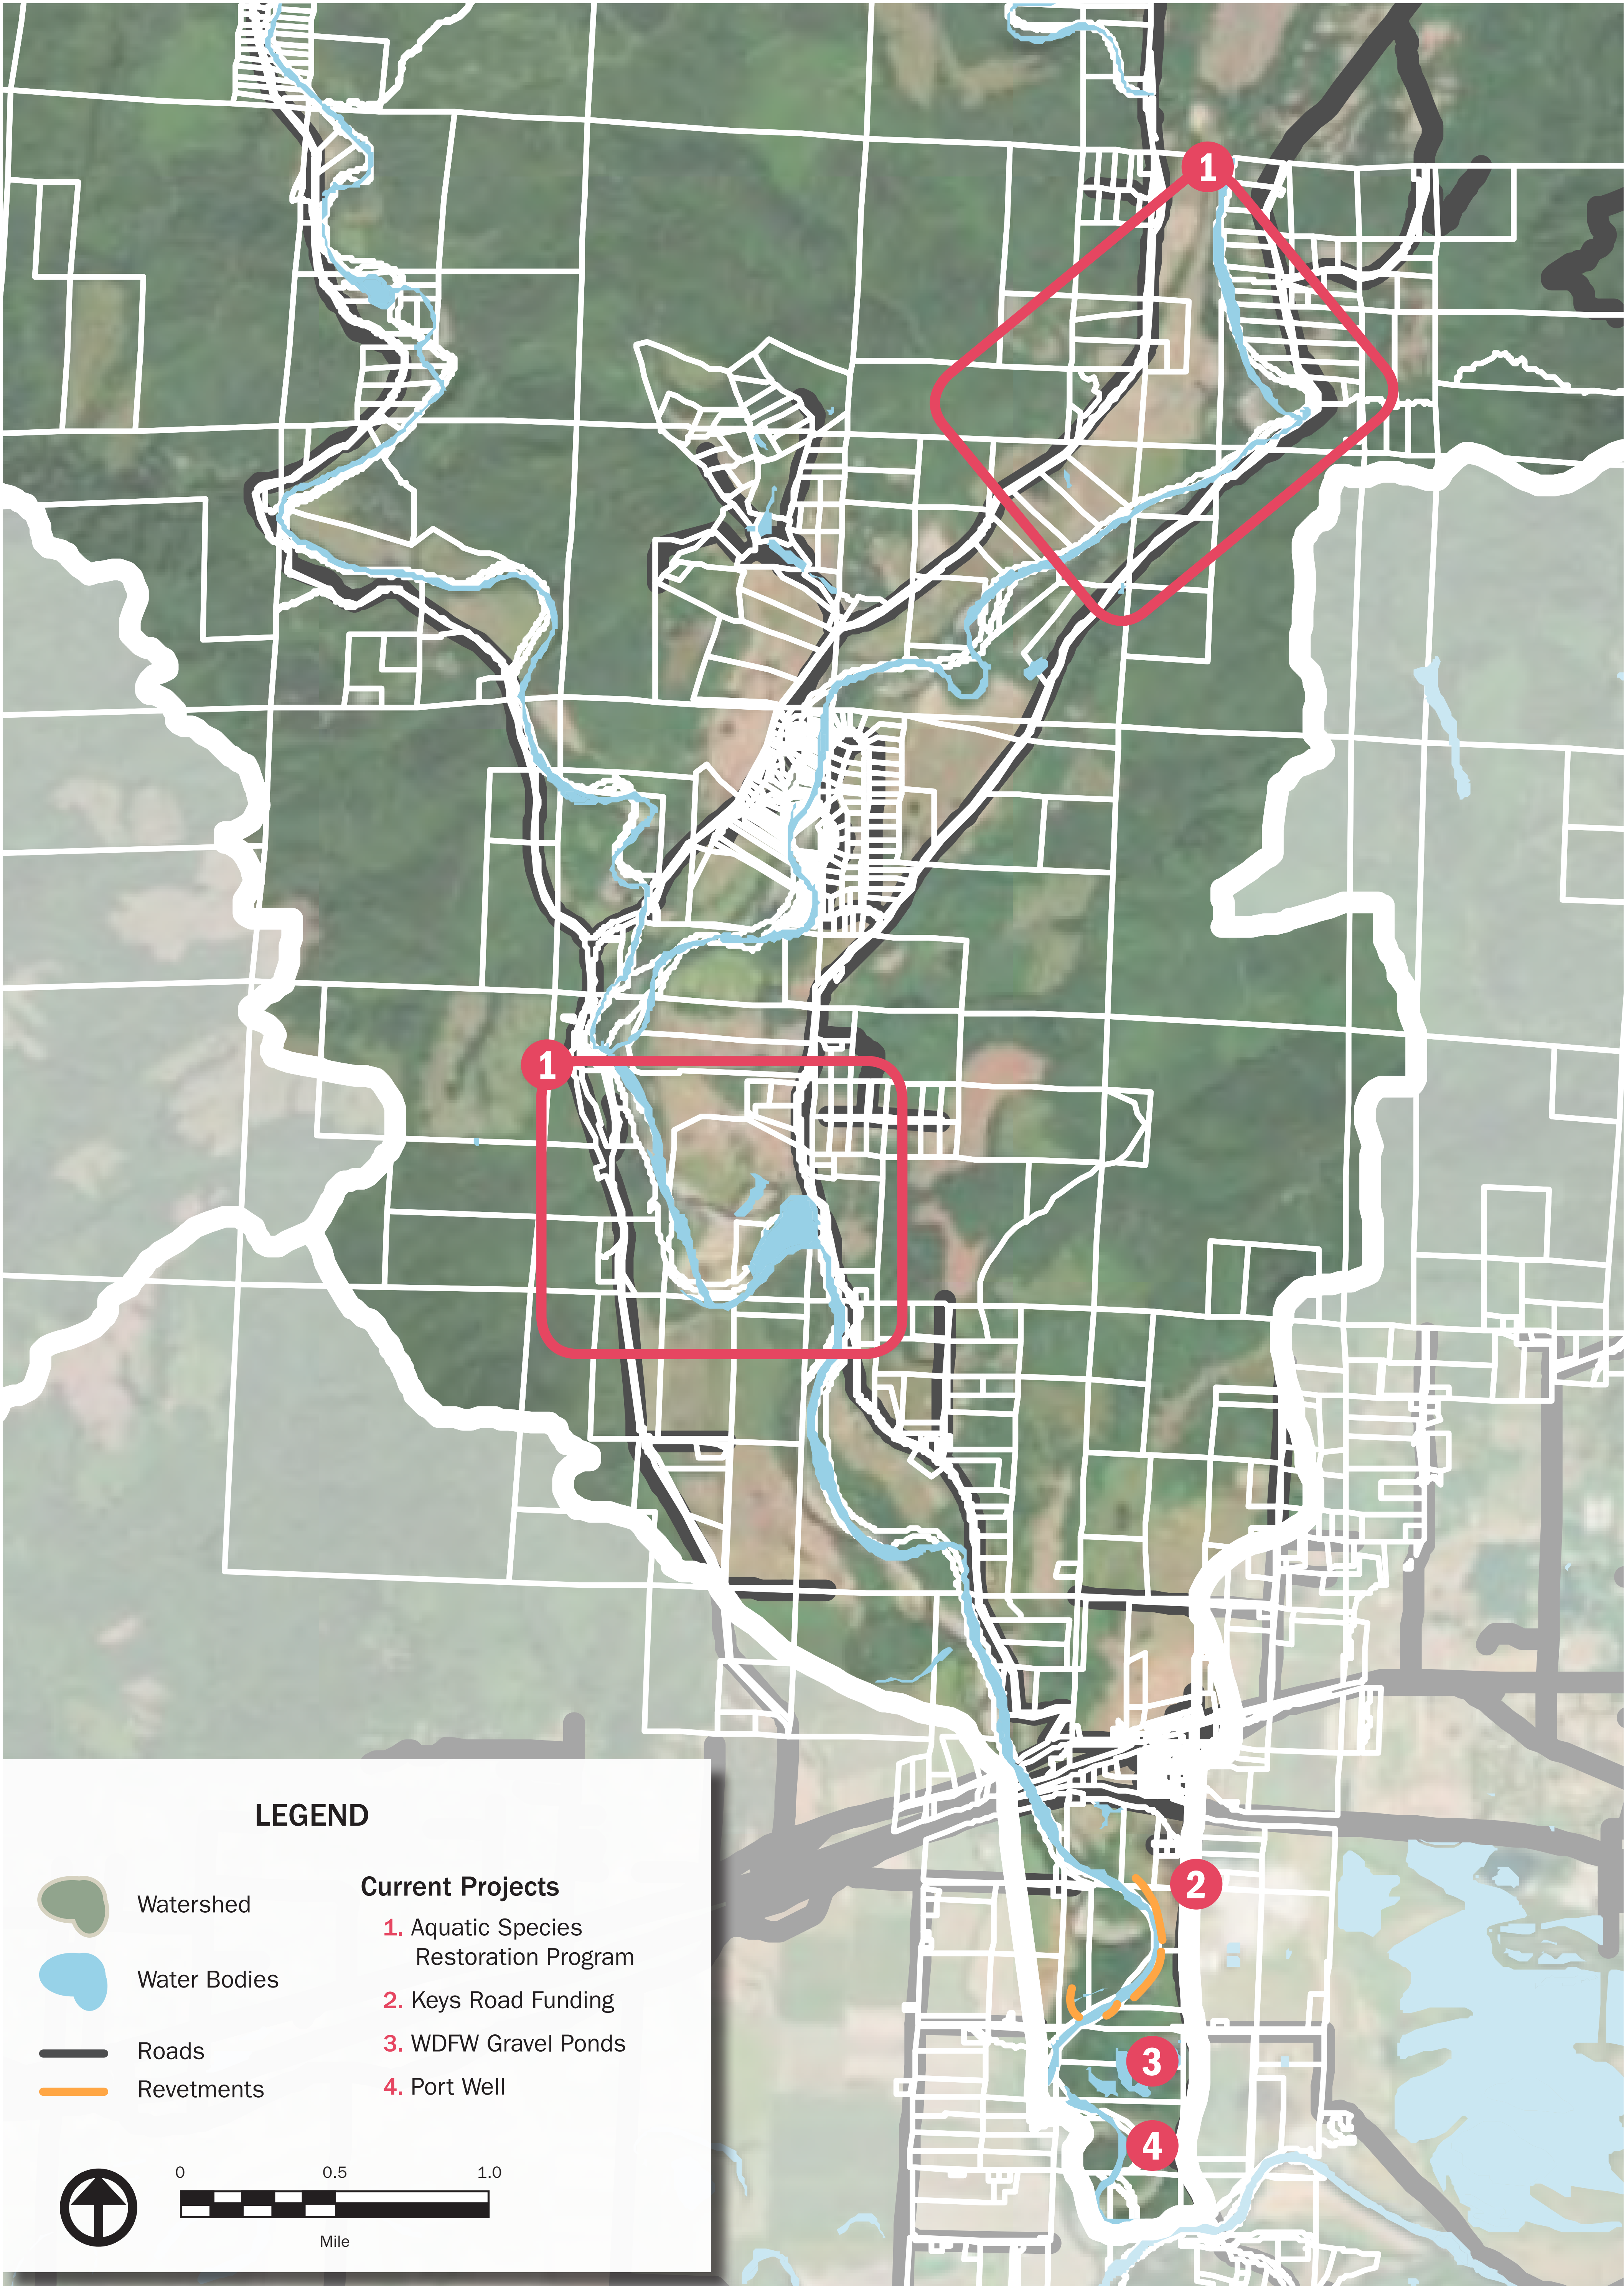 1
1
2
3
4
LEGEND
Watershed
Water Bodies
Roads
Revetments
Current Projects
1. Aquatic Species
Restoration Program
2. Keys Road Funding
3. WDFW Gravel Ponds
4. Port Well
0 0.5 1.0
Mile